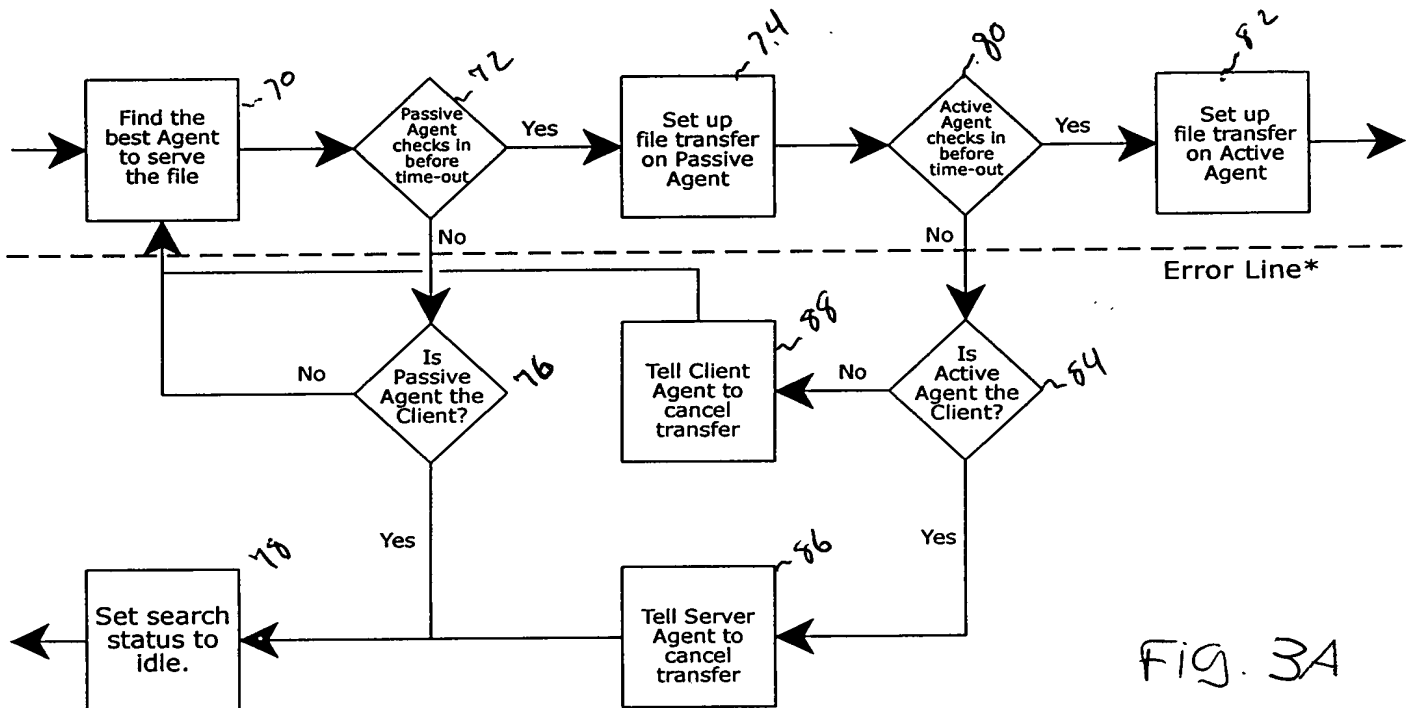 70
Find the
best Agent
to serve
the file
72
Passive
Agent
checks in
before
time-out
Yes
74
Set up
file transfer
on Passive
Agent
80
Active
Agent
checks in
before
time-out
Yes
82
Set up
file transfer
on Active
Agent
No
No
Error Line*
Is
Passive
Agent the
Client?
76
No
88
Tell Client
Agent to
cancel
transfer
No
Is
Active
Agent the
Client?
84
Yes
Yes
78
Set search
status to
idle.
86
Tell Server
Agent to
cancel
transfer
Fig. 3A